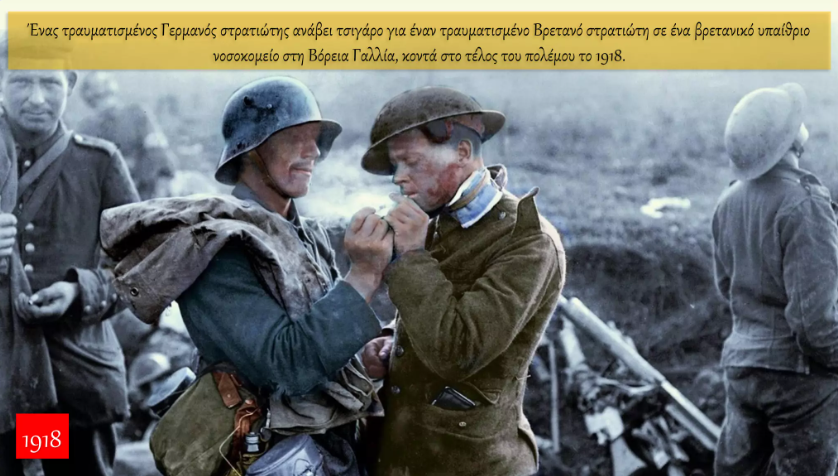 Ένας τραυματισμένος Γερμανός στρατιώτης ανάβει τσιγάρο για έναν τραυματισμένο Βρετανό στρατιώτη σε ένα βρετανικό υπαίθριο
νοσοκομείο στη Βόρεια Γαλλία, κοντά στο τέλος του πολέμου το 1918.
1918